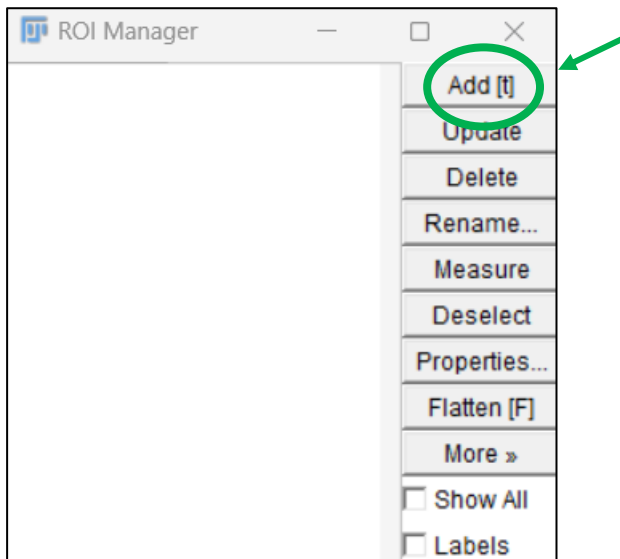 ROI Manager
Add [t]
Update
Delete
Rename...
Measure
Deselect
Properties...
Flatten [F]
More »
Show All
Labels